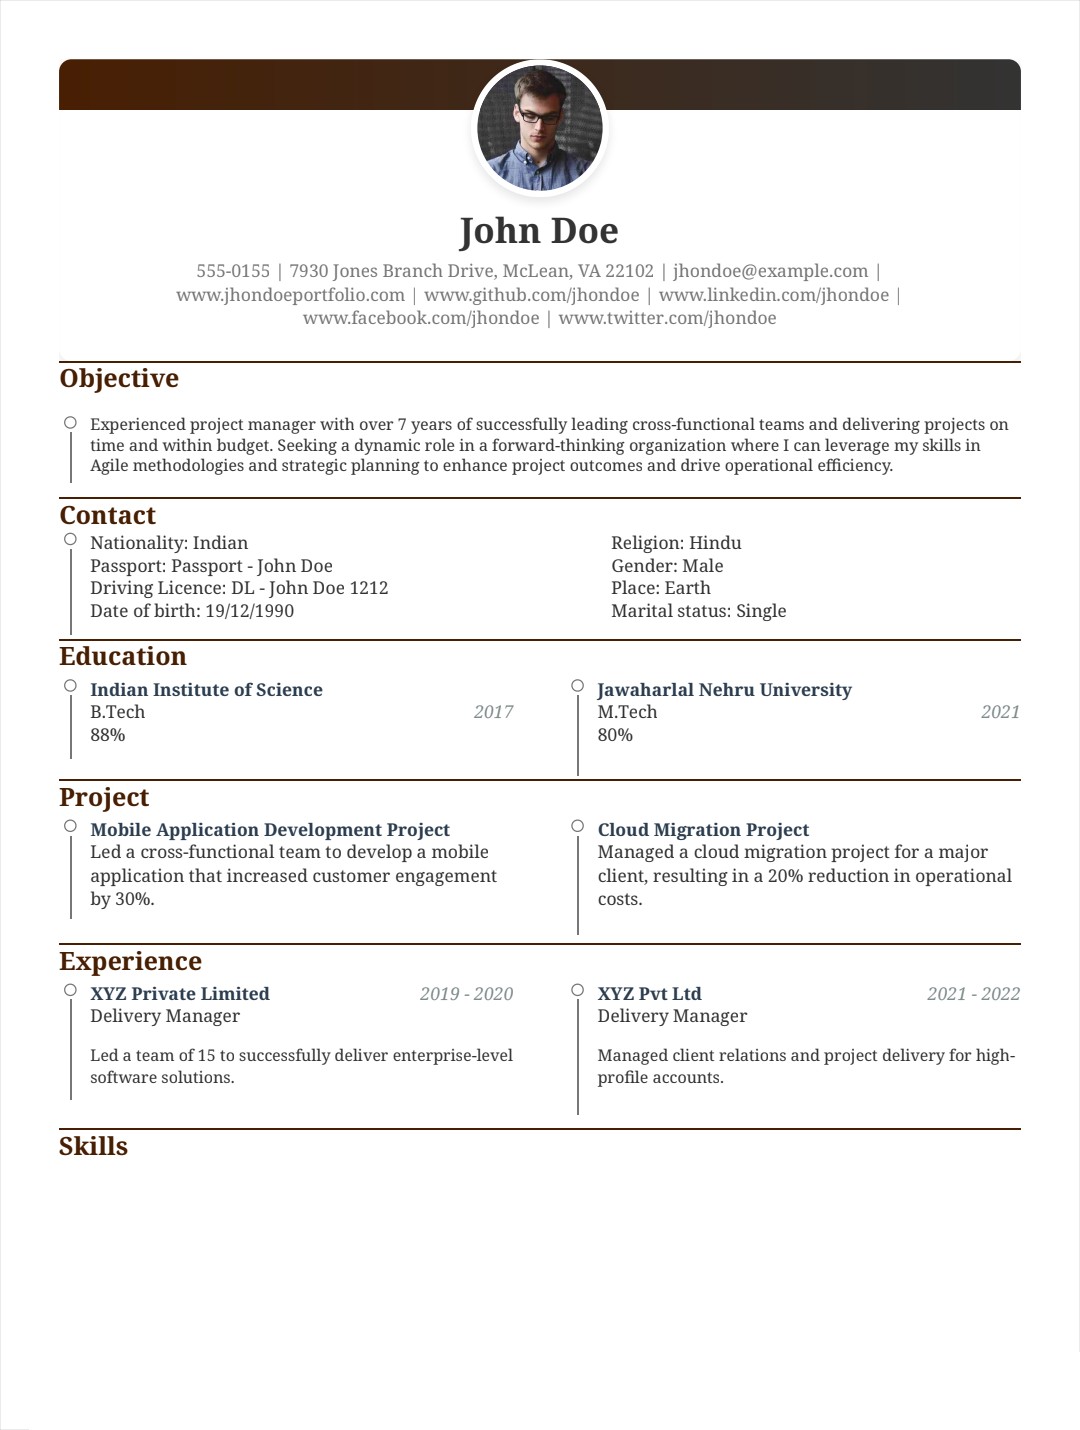 John Doe
555-0155 | 7930 Jones Branch Drive, McLean, VA 22102 | jhondoe@example.com |
www.jhondoeportfolio.com | www.github.com/jhondoe | www.linkedin.com/jhondoe |
www.facebook.com/jhondoe | www.twitter.com/jhondoe
Objective
Experienced project manager with over 7 years of successfully leading cross-functional teams and delivering projects on
time and within budget. Seeking a dynamic role in a forward-thinking organization where I can leverage my skills in
Agile methodologies and strategic planning to enhance project outcomes and drive operational efficiency.
Contact
Nationality: Indian
Passport: Passport - John Doe
Driving Licence: DL - John Doe 1212
Date of birth: 19/12/1990
Religion: Hindu
Gender: Male
Place: Earth
Marital status: Single
Education
Indian Institute of Science
B.Tech 2017
88%
Jawaharlal Nehru University
M.Tech 2021
80%
Project
Mobile Application Development Project
Led a cross-functional team to develop a mobile
application that increased customer engagement
by 30%.
Cloud Migration Project
Managed a cloud migration project for a major
client, resulting in a 20% reduction in operational
costs.
Experience
XYZ Private Limited 2019 - 2020
Delivery Manager
Led a team of 15 to successfully deliver enterprise-level
software solutions.
XYZ Pvt Ltd 2021 - 2022
Delivery Manager
Managed client relations and project delivery for high-
profile accounts.
Skills